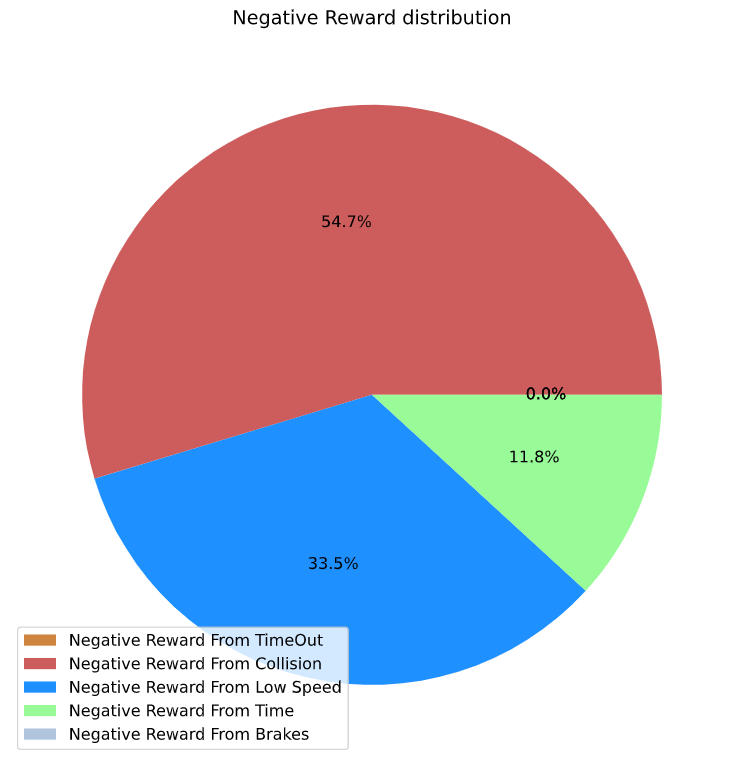 Negative Reward distribution
54.7%
0.0%
11.8%
33.5%
Negative Reward From TimeOut
Negative Reward From Collision
Negative Reward From Low Speed
Negative Reward From Time
Negative Reward From Brakes